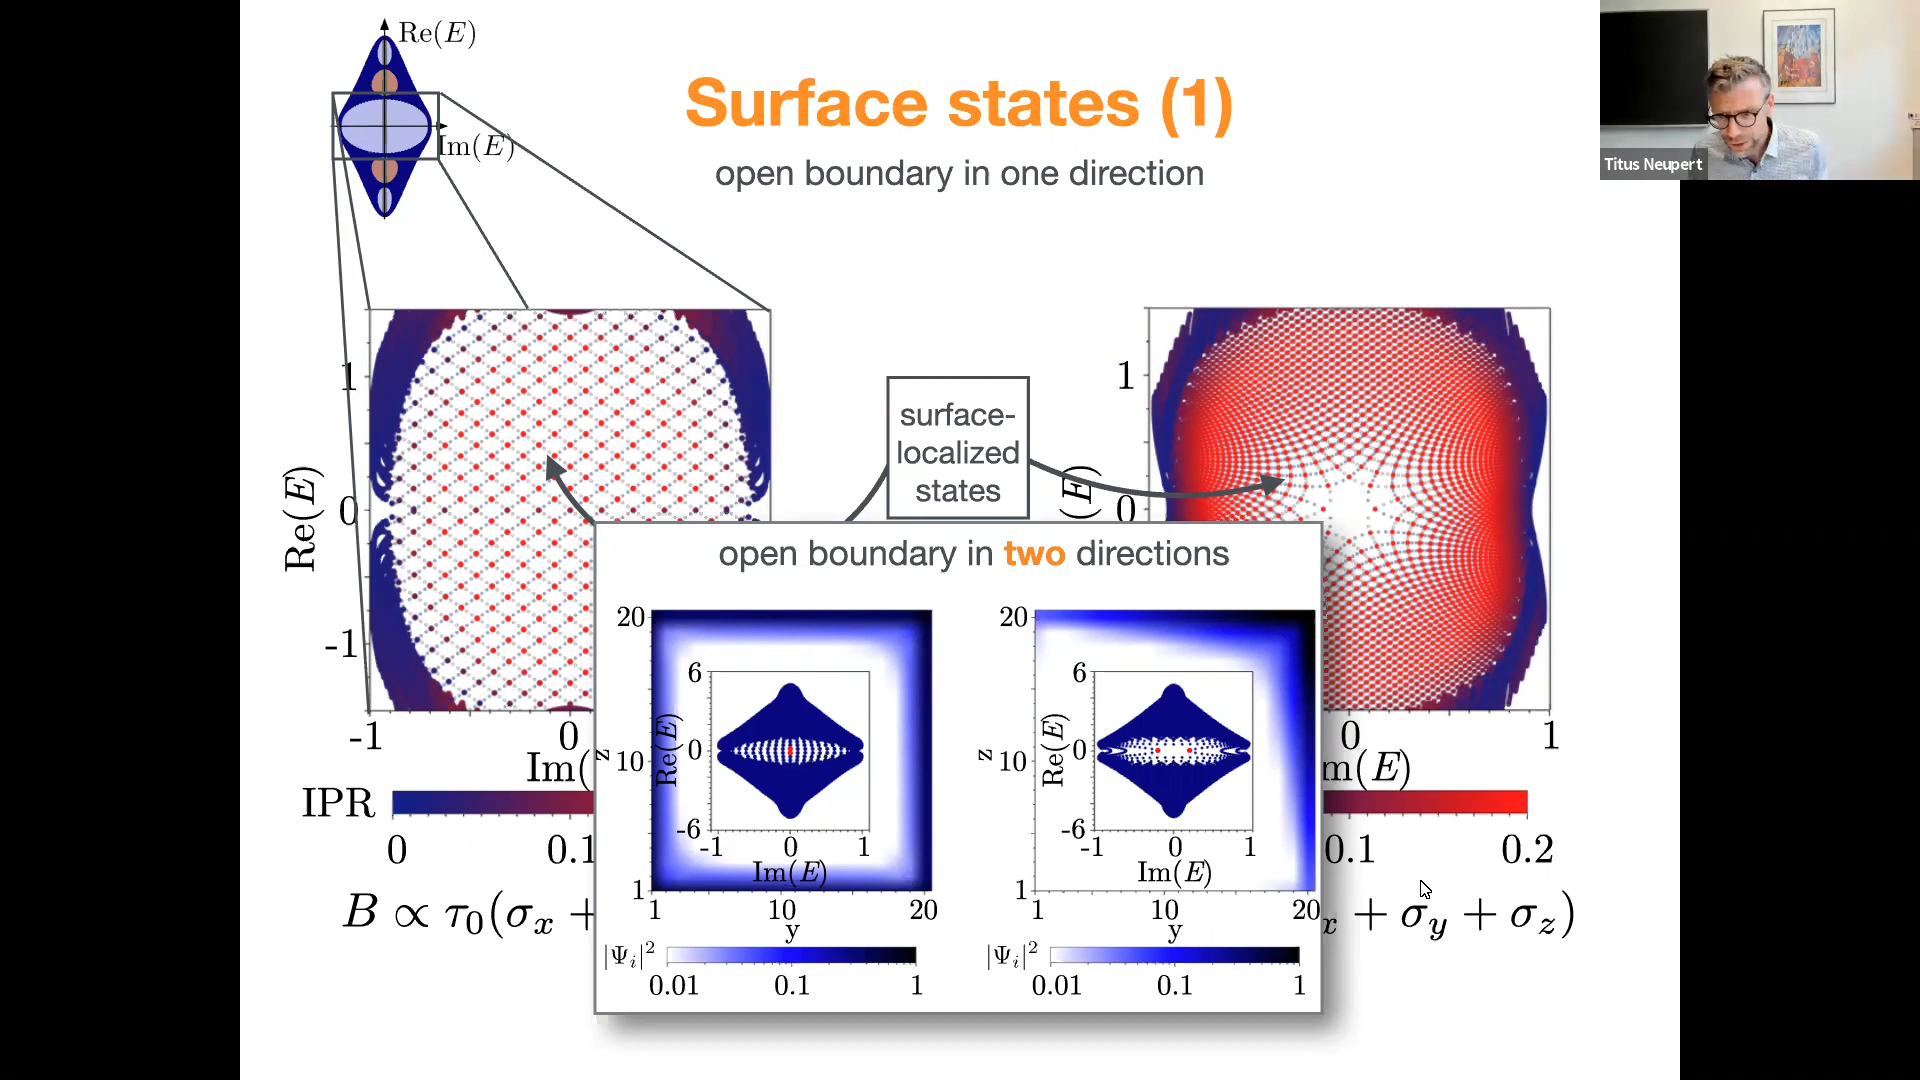 Re(E)
Im(E)
Surface states (1)
open boundary in one direction
Titus Neupert
surface-
localized
states
1
0
-1
Re(E)
-1
0
Im(
IPR
0
0.1
B ∝ τ₀(σₓ +
1
0
E)
0
1
m(E)
0.1
0.2
x + σ_y + σ_z)
open boundary in two directions
20
10
1
z
6
0
-6
Re(E)
-1
0
1
Im(E)
1
10
20
y
|Ψᵢ|²
0.01
0.1
1
20
10
1
z
6
0
-6
Re(E)
-1
0
1
Im(E)
1
10
20
y
|Ψᵢ|²
0.01
0.1
1